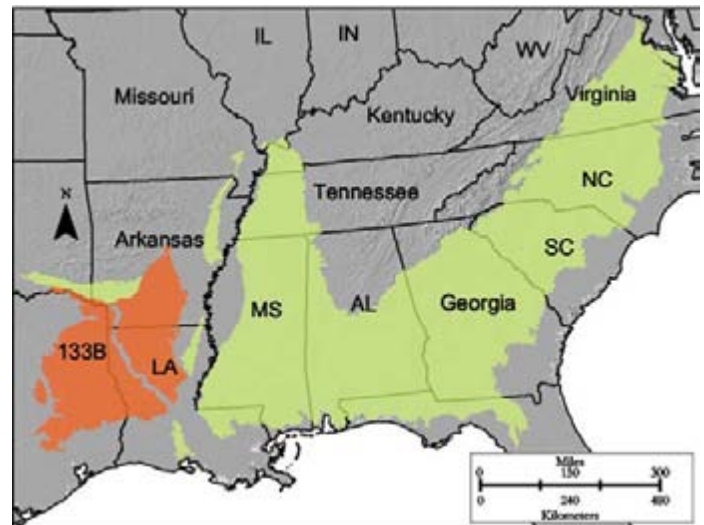 IL
IN
WV
Missouri
Virginia
Kentucky
NC
Tennessee
N
Arkansas
SC
MS
AL
Georgia
133B
LA
Miles
0 150 300
0 240 480
Kilometers